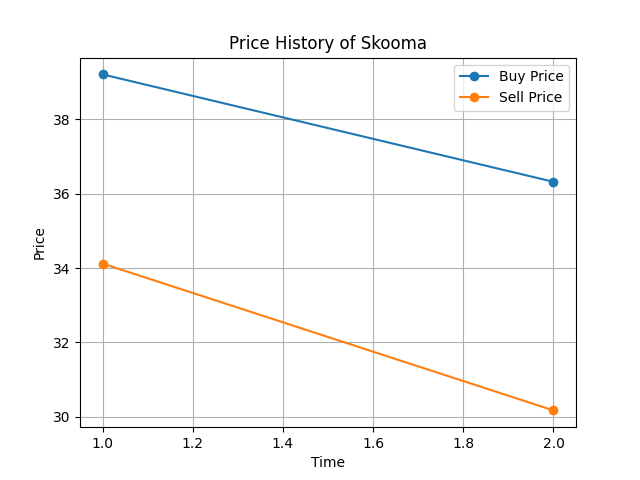 Price History of Skooma
Buy Price
Sell Price
Price
38
36
34
32
30
1.0 1.2 1.4 1.6 1.8 2.0
Time